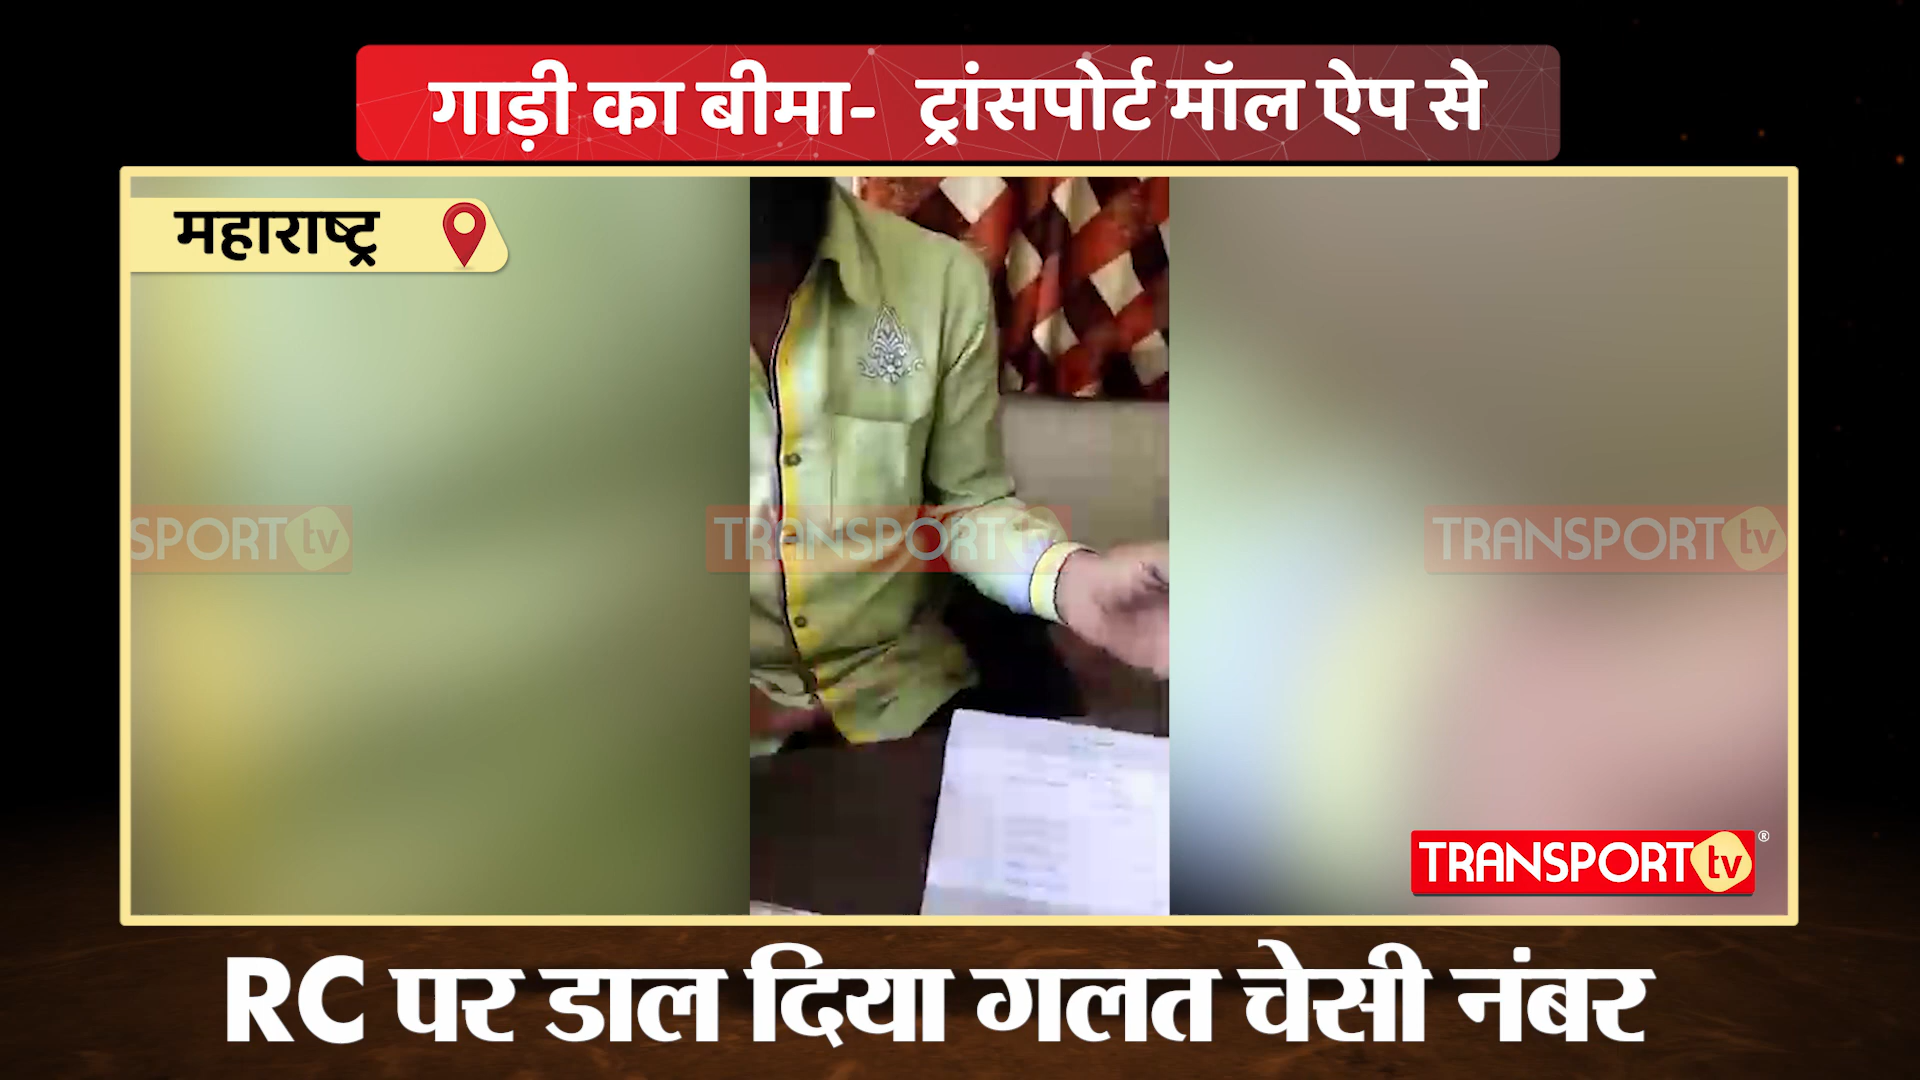 गाड़ी का बीमा- ट्रांसपोर्ट मॉल ऐप से
महाराष्ट्र
SPORT tv
TRANSPORT tv
TRANSPORT tv
TRANSPORT tv ®
RC पर डाल दिया गलत चेसी नंबर